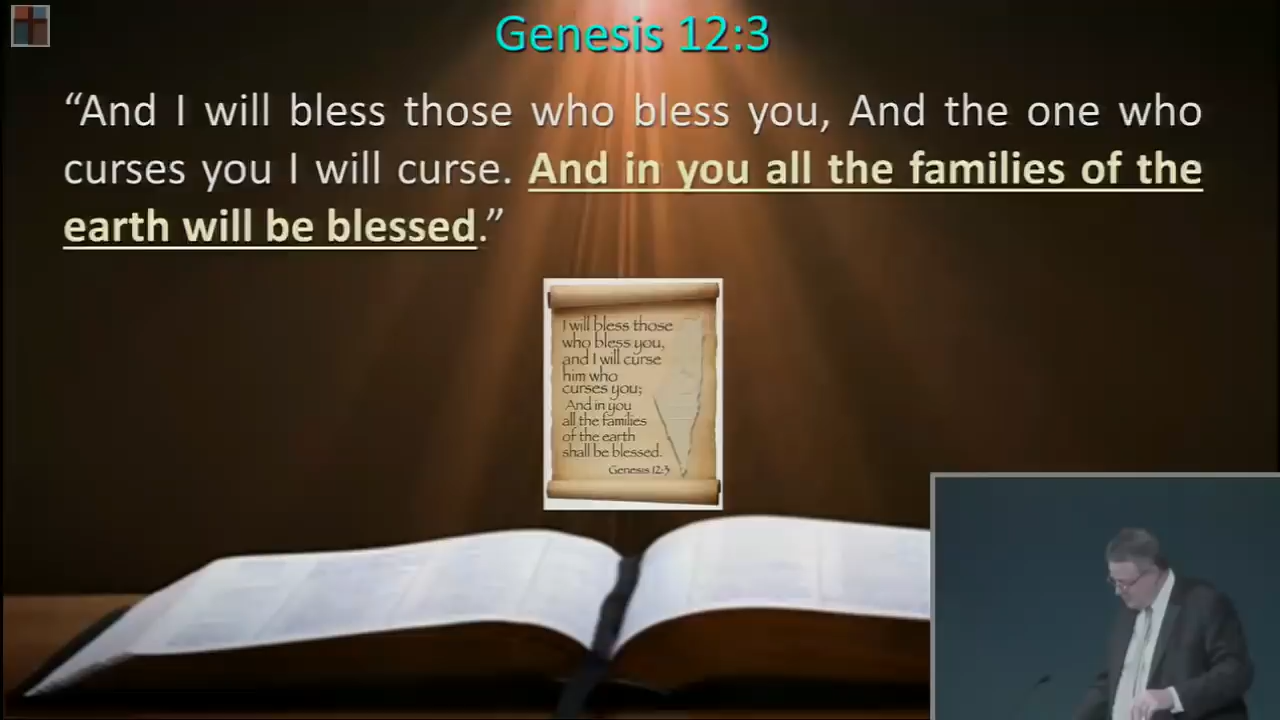 Genesis 12:3
“And I will bless those who bless you, And the one who
curses you I will curse. And in you all the families of the
earth will be blessed.”
I will bless those
who bless you,
and I will curse
him who
curses you;
And in you
all the families
of the earth
shall be blessed.
Genesis 12:3